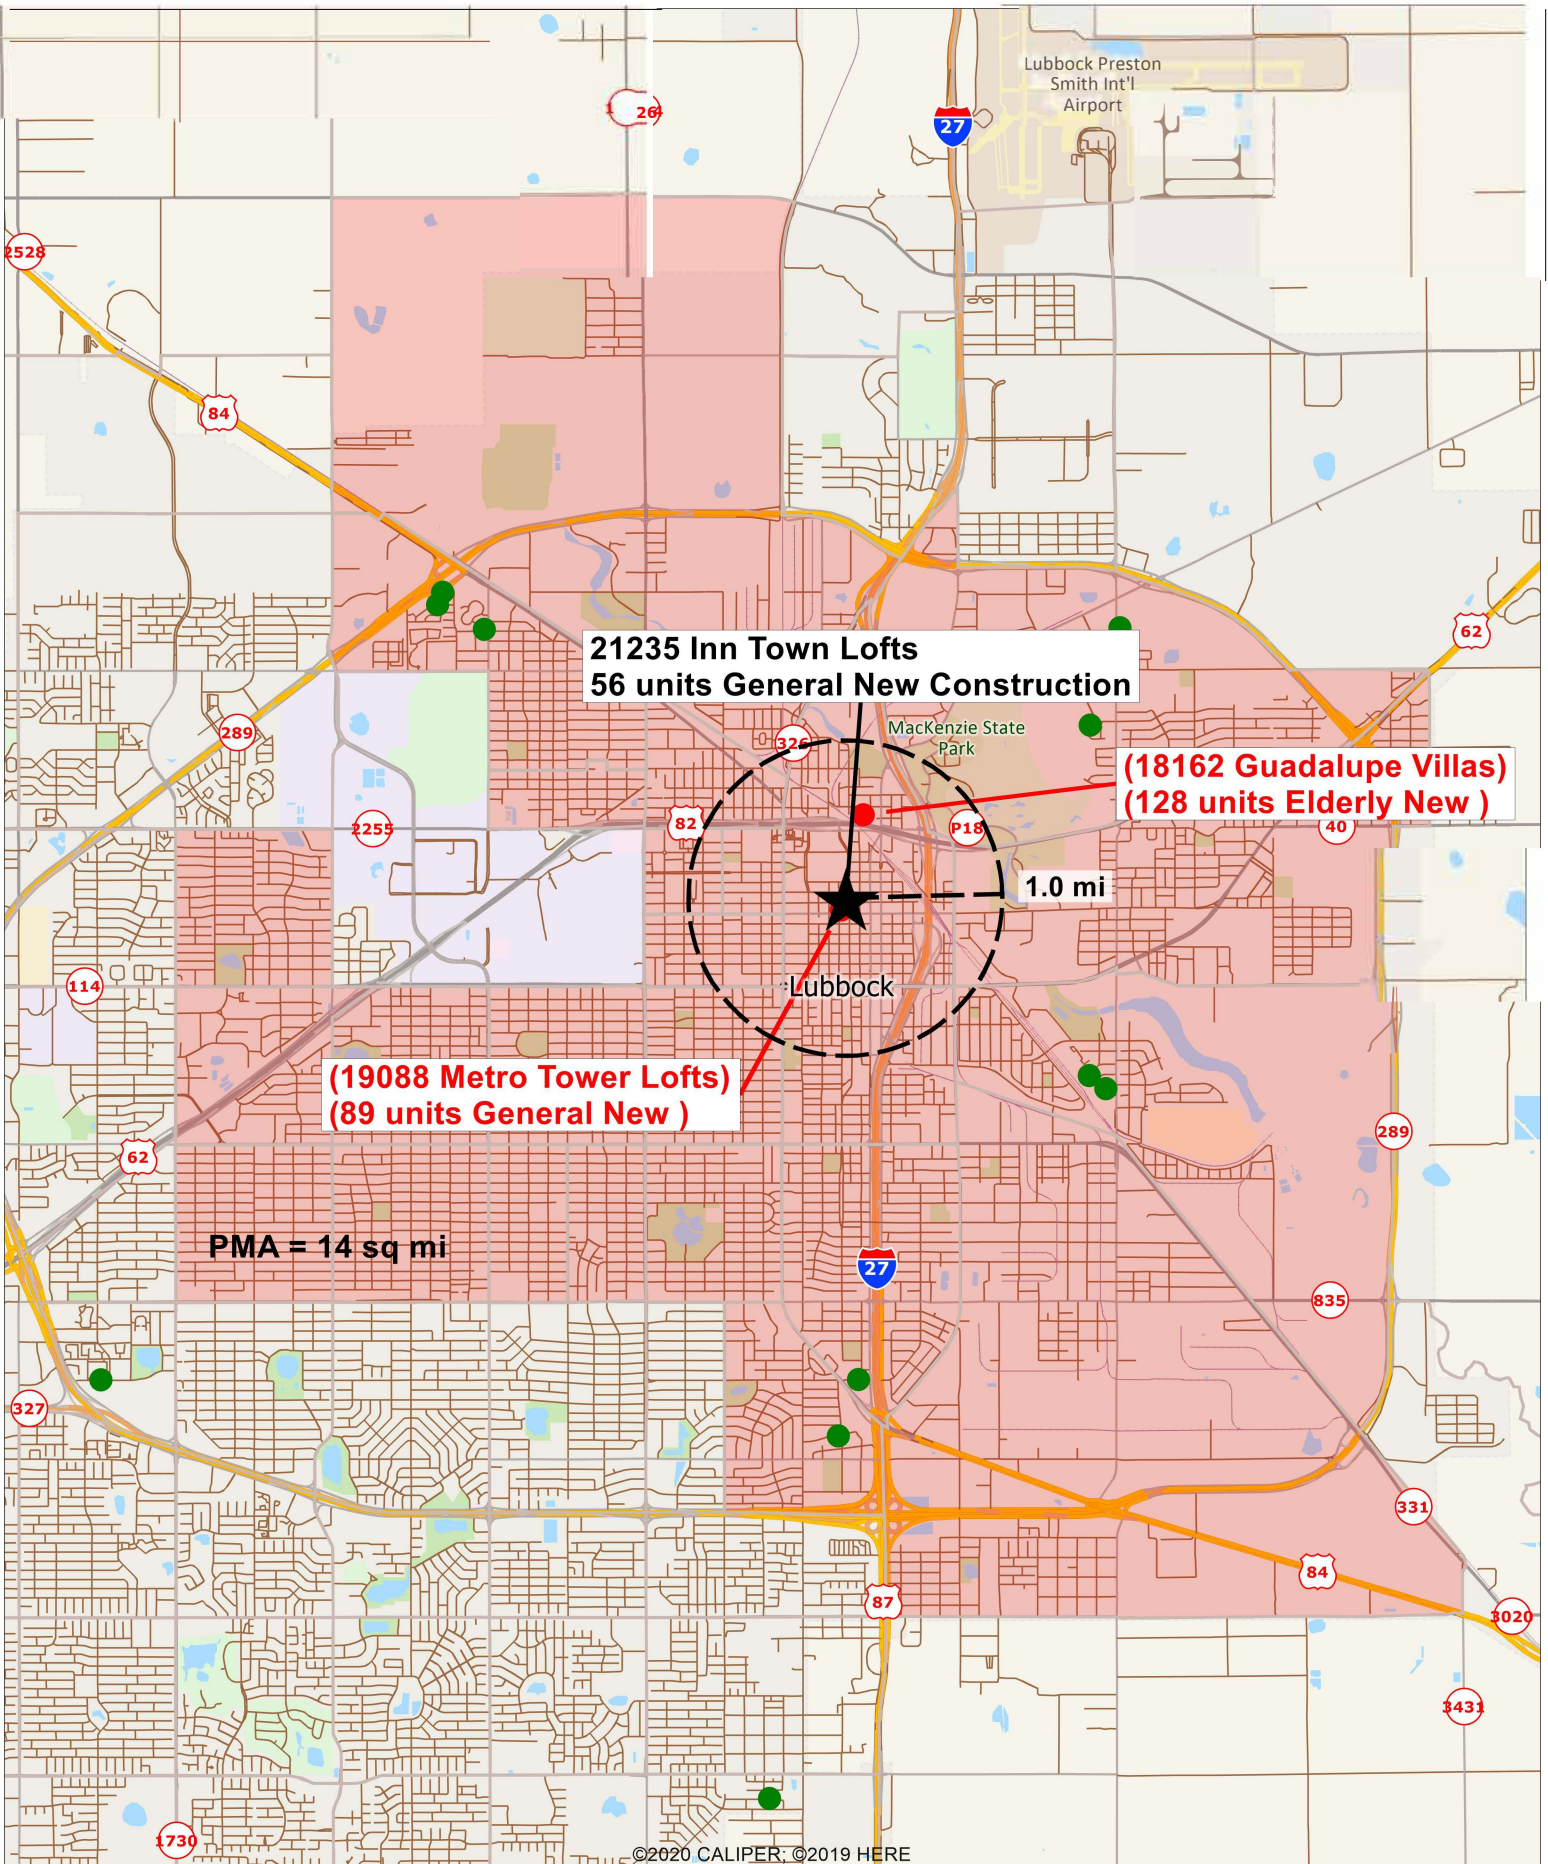 Lubbock Preston
Smith Int'l
Airport
264
27
2528
84
62
21235 Inn Town Lofts
56 units General New Construction
289
MacKenzie State
Park
326
(18162 Guadalupe Villas)
(128 units Elderly New )
82
2255
P18
40
1.0 mi
114
Lubbock
(19088 Metro Tower Lofts)
(89 units General New )
289
62
PMA = 14 sq mi
27
835
327
331
84
87
3020
3431
1730
©2020 CALIPER; ©2019 HERE